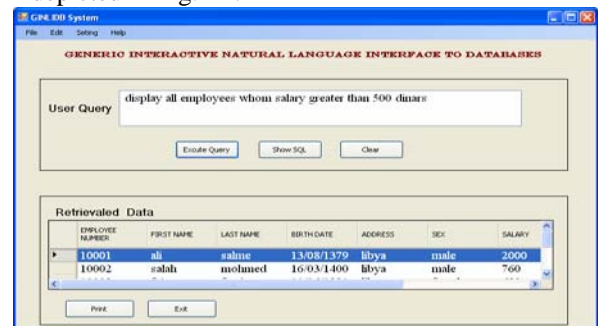 GINLIDB System
File Edit Seting Help
GENERIC INTERACTIVE NATURAL LANGUAGE INTERFACE TO DATABASES
User Query
display all employees whom salary greater than 500 dinars
Excute Query Show SQL Clear
Retrievaled Data
EMPLOYEE NUMBER FIRST NAME LAST NAME BIRTH DATE ADDRESS SEX SALARY
10001 ali salme 13/08/1379 libya male 2000
10002 salah mohmed 16/03/1400 libya male 760
Print Exit